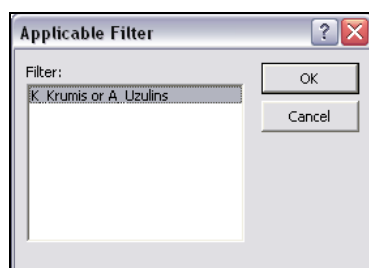 Applicable Filter
Filter:
K_Krumis or A_Uzulins
OK
Cancel